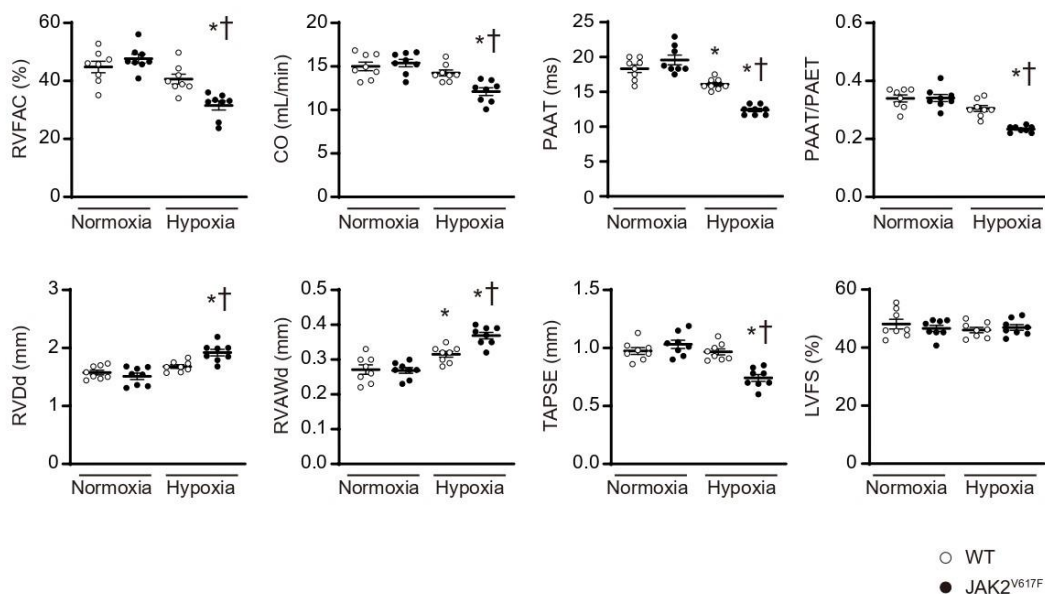 RVFAC (%)
60
40
20
0
*†
Normoxia Hypoxia
CO (mL/min)
20
15
10
5
0
*†
Normoxia Hypoxia
PAAT (ms)
25
20
15
10
5
0
*
*†
Normoxia Hypoxia
PAAT/PAET
0.6
0.4
0.2
0.0
*†
Normoxia Hypoxia
RVDd (mm)
3
2
1
0
*†
Normoxia Hypoxia
RVAWd (mm)
0.5
0.4
0.3
0.2
0.1
0.0
*
*†
Normoxia Hypoxia
TAPSE (mm)
1.5
1.0
0.5
0.0
*†
Normoxia Hypoxia
LVFS (%)
60
40
20
0
Normoxia Hypoxia
WT
JAK2V617F